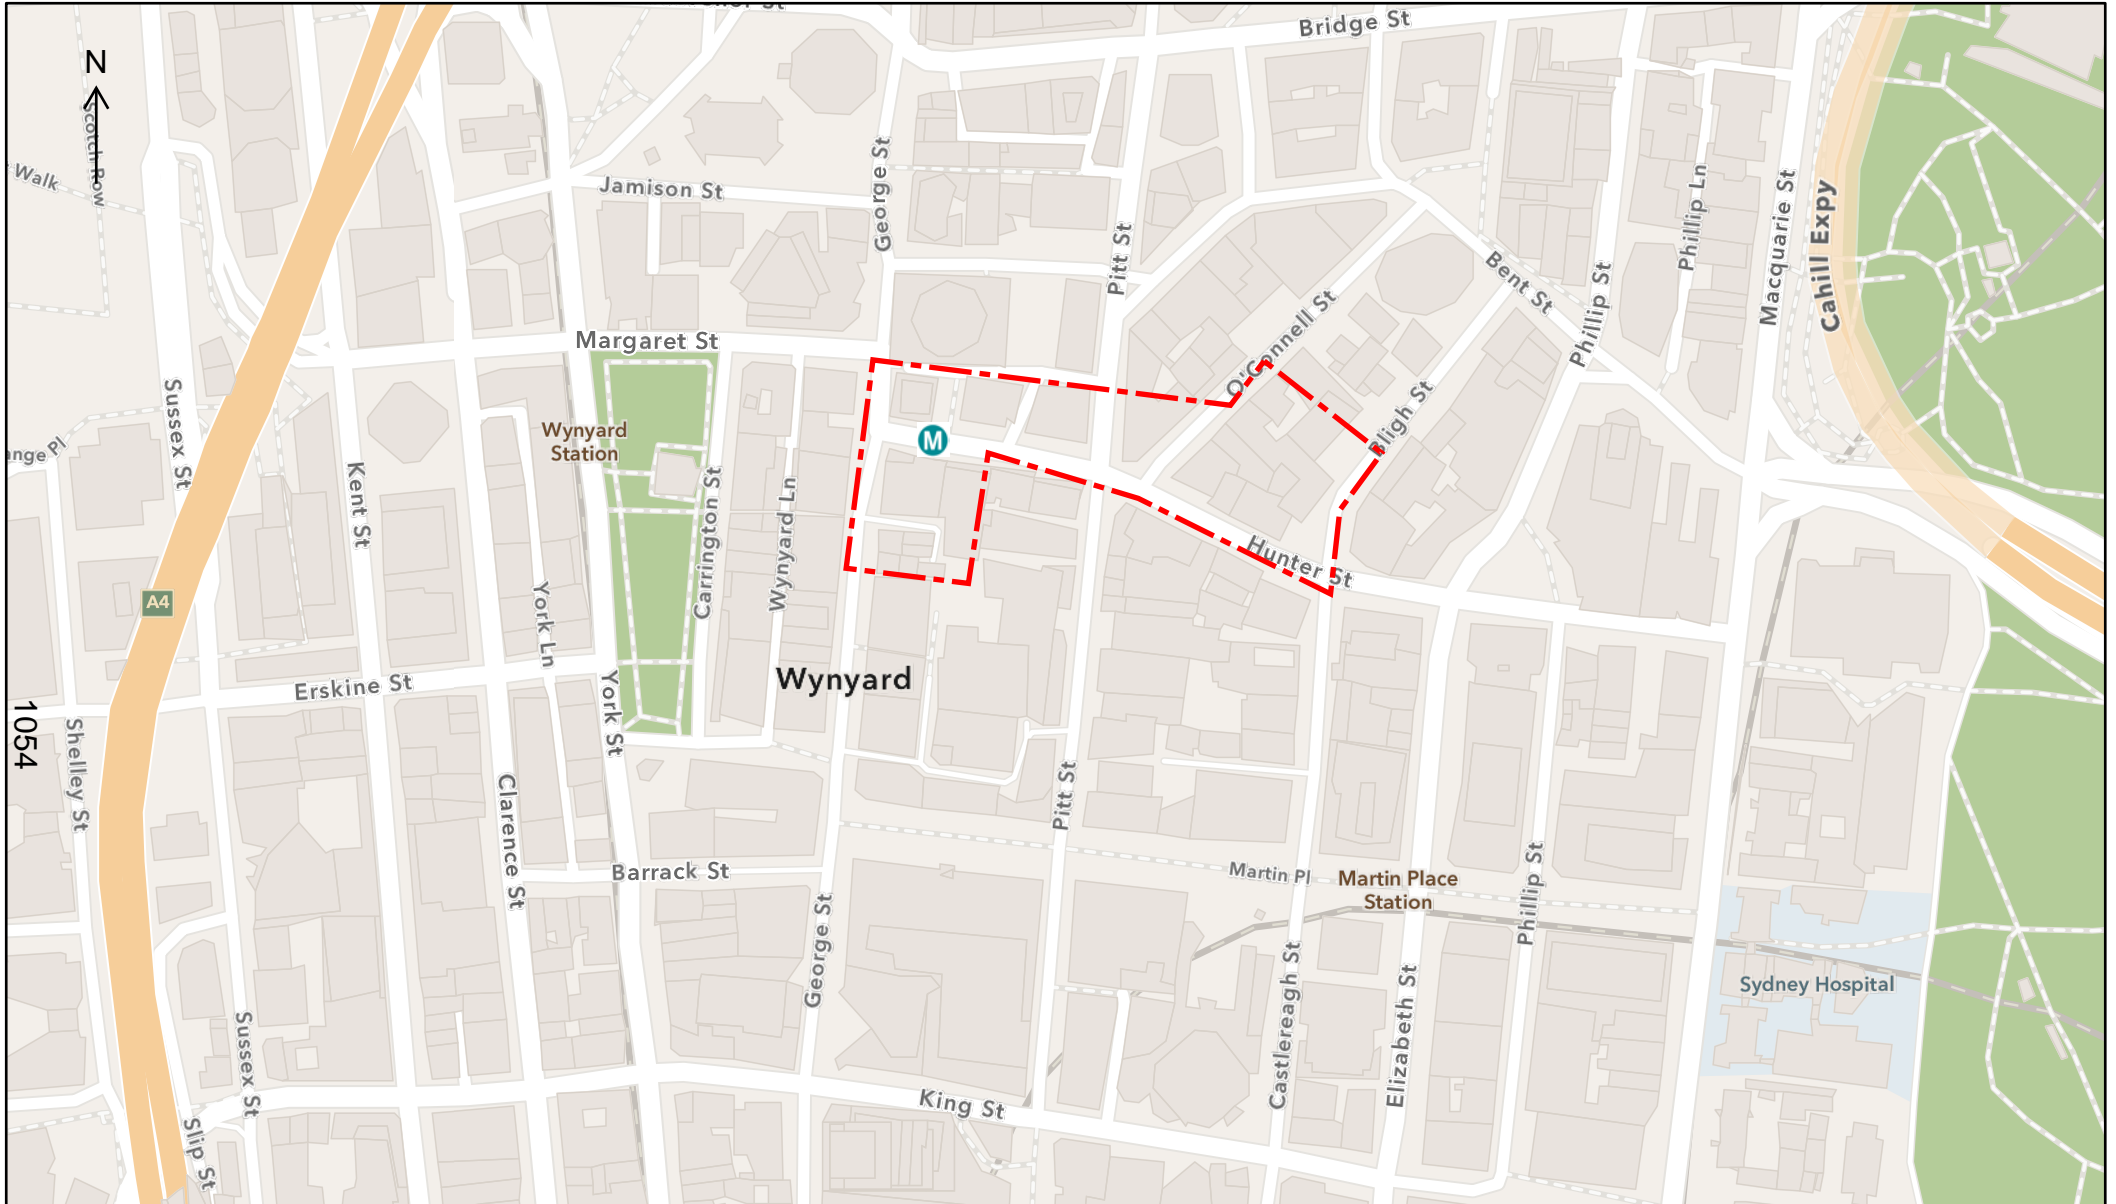 Bridge St
N
Scotch Row
Walk
Jamison St
George St
Pitt St
Phillip Ln
Macquarie St
Cahill Expy
Bent St
Phillip St
O'Connell St
Margaret St
Bligh St
Sussex St
Wynyard
Station
M
ange Pl
Kent St
Carrington St
Wynyard Ln
Hunter St
A4
York Ln
Erskine St
York St
Wynyard
1054
Shelley St
Clarence St
Pitt St
Barrack St
Martin Pl
Martin Place
Station
Phillip St
George St
Castlereagh St
Elizabeth St
Sydney Hospital
Sussex St
King St
Slip St